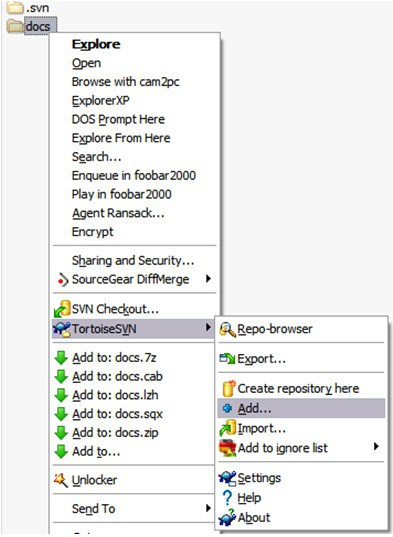 .svn
docs
Explore
Open
Browse with cam2pc
ExplorerXP
DOS Prompt Here
Explore From Here
Search...
Enqueue in foobar2000
Play in foobar2000
Agent Ransack...
Encrypt
Sharing and Security...
SourceGear DiffMerge
SVN Checkout...
TortoiseSVN
Add to: docs.7z
Add to: docs.cab
Add to: docs.lzh
Add to: docs.sqx
Add to: docs.zip
Add to...
Unlocker
Send To
Repo-browser
Export...
Create repository here
Add...
Import...
Add to ignore list
Settings
Help
About